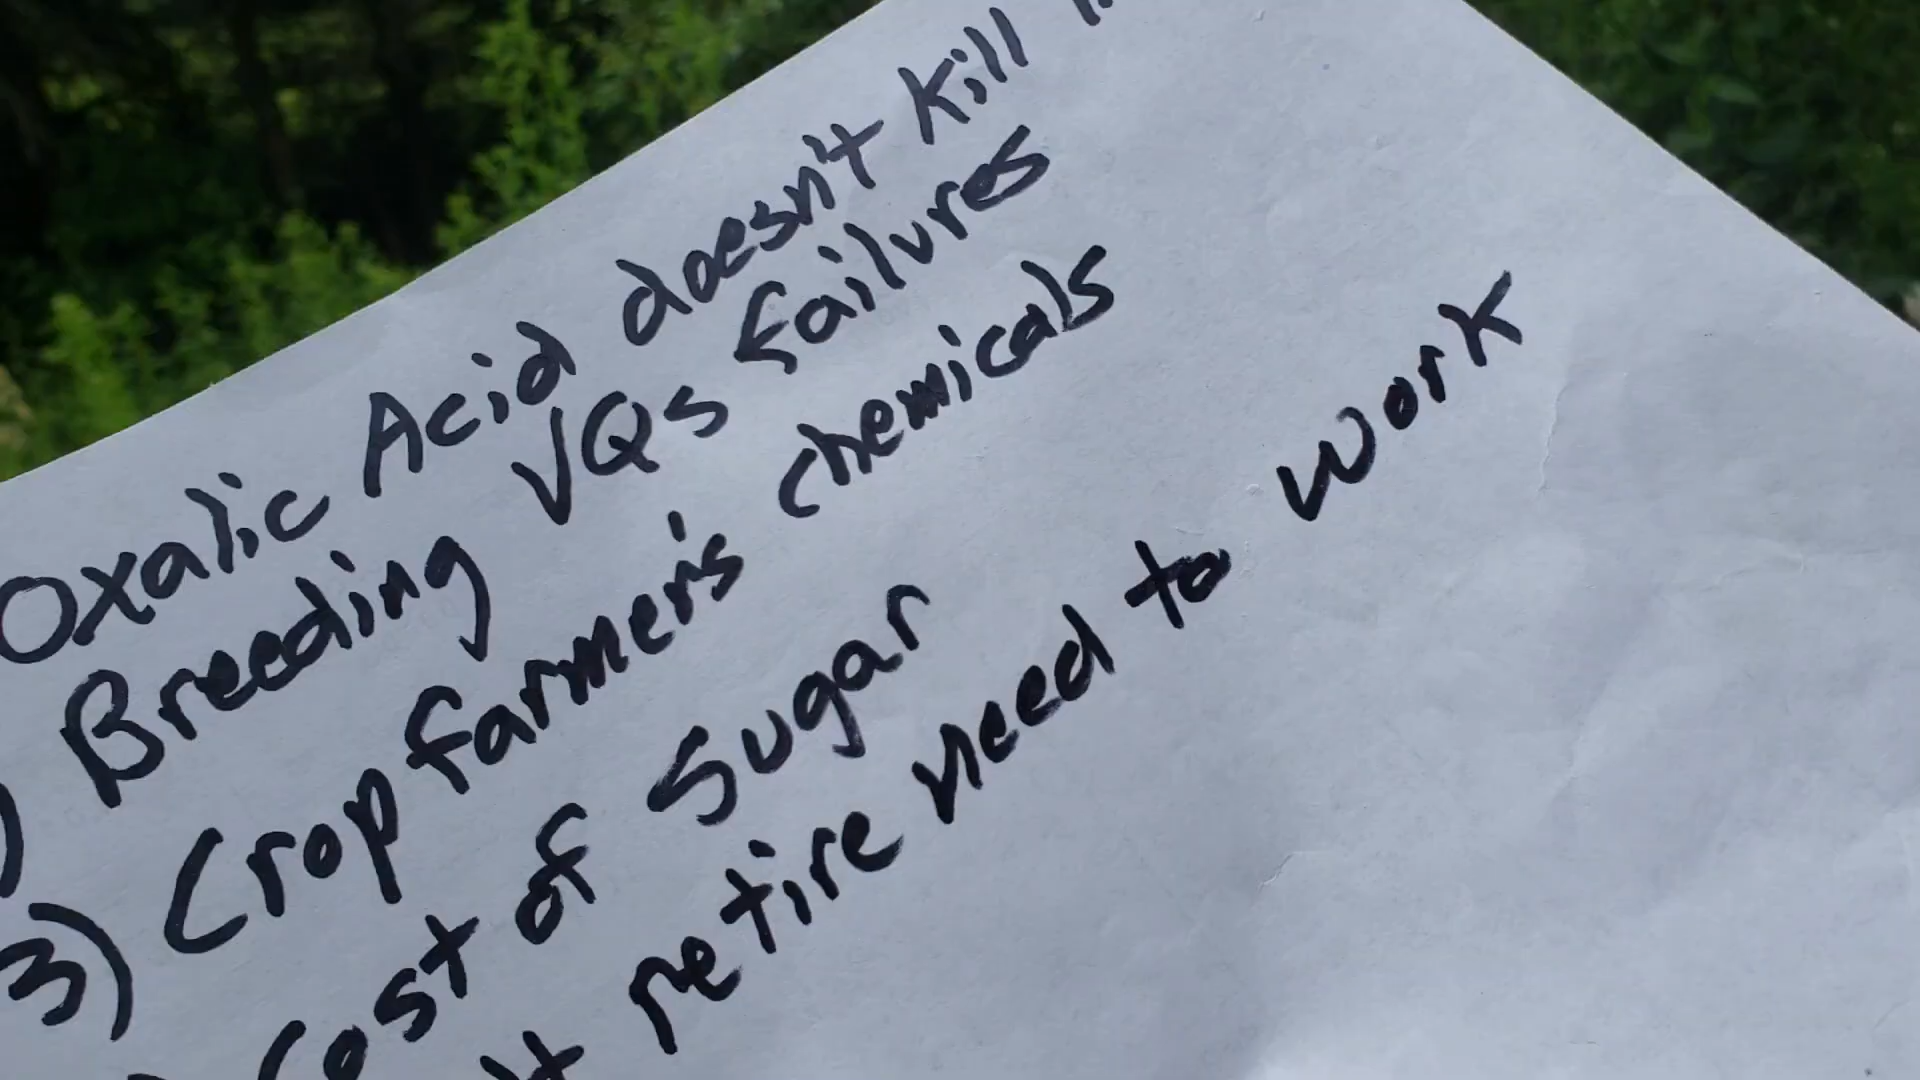 Oxalic Acid doesn't kill
) Breeding VQs failures
3) Crop farmer's chemicals
Cost of Sugar
retire need to work